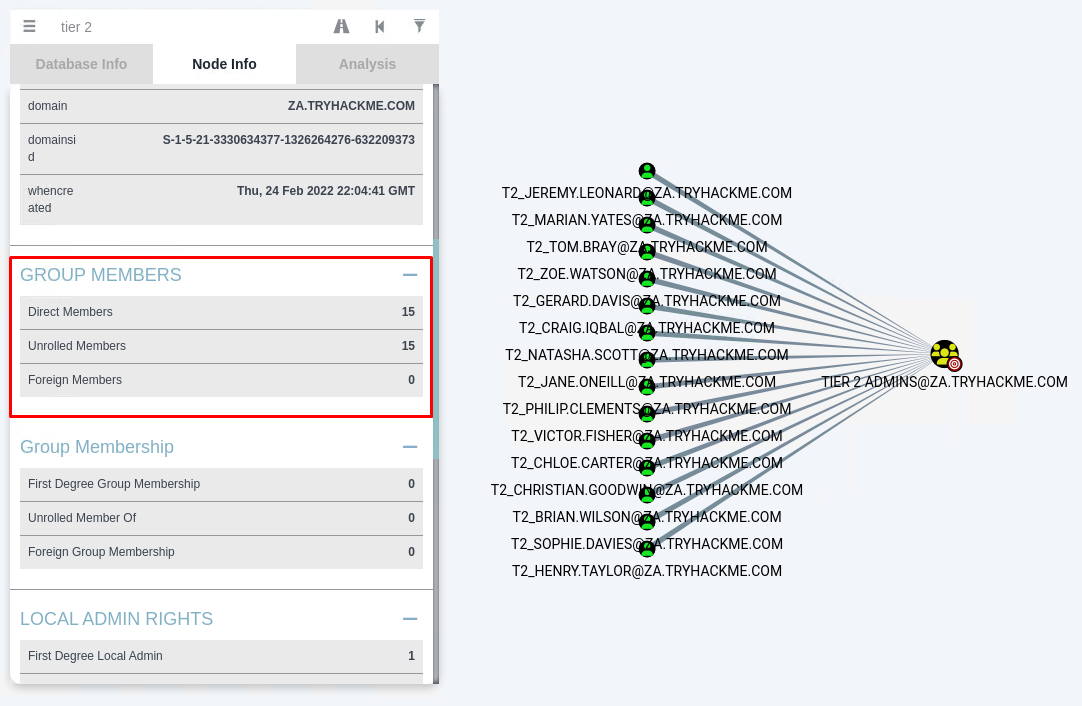 tier 2
Database Info
Node Info
Analysis
domain
ZA.TRYHACKME.COM
domainsi
d
S-1-5-21-3330634377-1326264276-632209373
whencre
ated
Thu, 24 Feb 2022 22:04:41 GMT
GROUP MEMBERS
Direct Members
15
Unrolled Members
15
Foreign Members
0
Group Membership
First Degree Group Membership
0
Unrolled Member Of
0
Foreign Group Membership
0
LOCAL ADMIN RIGHTS
First Degree Local Admin
1
T2_JEREMY.LEONARD@ZA.TRYHACKME.COM
T2_MARIAN.YATES@ZA.TRYHACKME.COM
T2_TOM.BRAY@ZA.TRYHACKME.COM
T2_ZOE.WATSON@ZA.TRYHACKME.COM
T2_GERARD.DAVIS@ZA.TRYHACKME.COM
T2_CRAIG.IQBAL@ZA.TRYHACKME.COM
T2_NATASHA.SCOTT@ZA.TRYHACKME.COM
T2_JANE.ONEILL@ZA.TRYHACKME.COM
T2_PHILIP.CLEMENTS@ZA.TRYHACKME.COM
T2_VICTOR.FISHER@ZA.TRYHACKME.COM
T2_CHLOE.CARTER@ZA.TRYHACKME.COM
T2_CHRISTIAN.GOODWIN@ZA.TRYHACKME.COM
T2_BRIAN.WILSON@ZA.TRYHACKME.COM
T2_SOPHIE.DAVIES@ZA.TRYHACKME.COM
T2_HENRY.TAYLOR@ZA.TRYHACKME.COM
TIER 2 ADMINS@ZA.TRYHACKME.COM